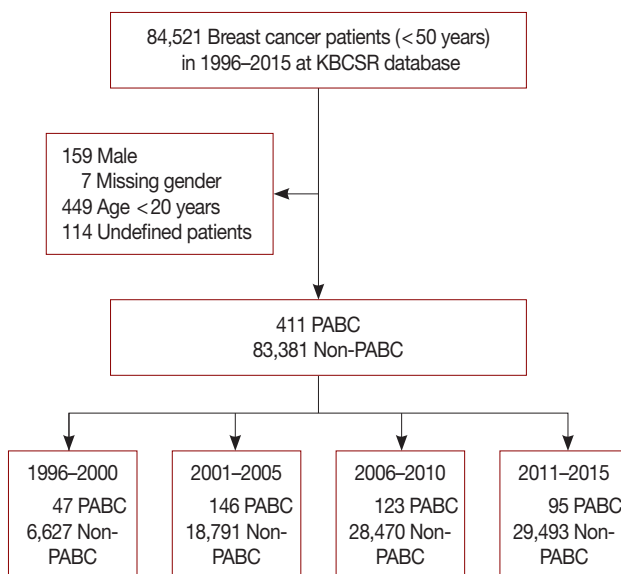 84,521 Breast cancer patients (<50 years)
in 1996–2015 at KBCSR database
159 Male
7 Missing gender
449 Age <20 years
114 Undefined patients
411 PABC
83,381 Non-PABC
1996–2000
47 PABC
6,627 Non-
PABC
2001–2005
146 PABC
18,791 Non-
PABC
2006–2010
123 PABC
28,470 Non-
PABC
2011–2015
95 PABC
29,493 Non-
PABC